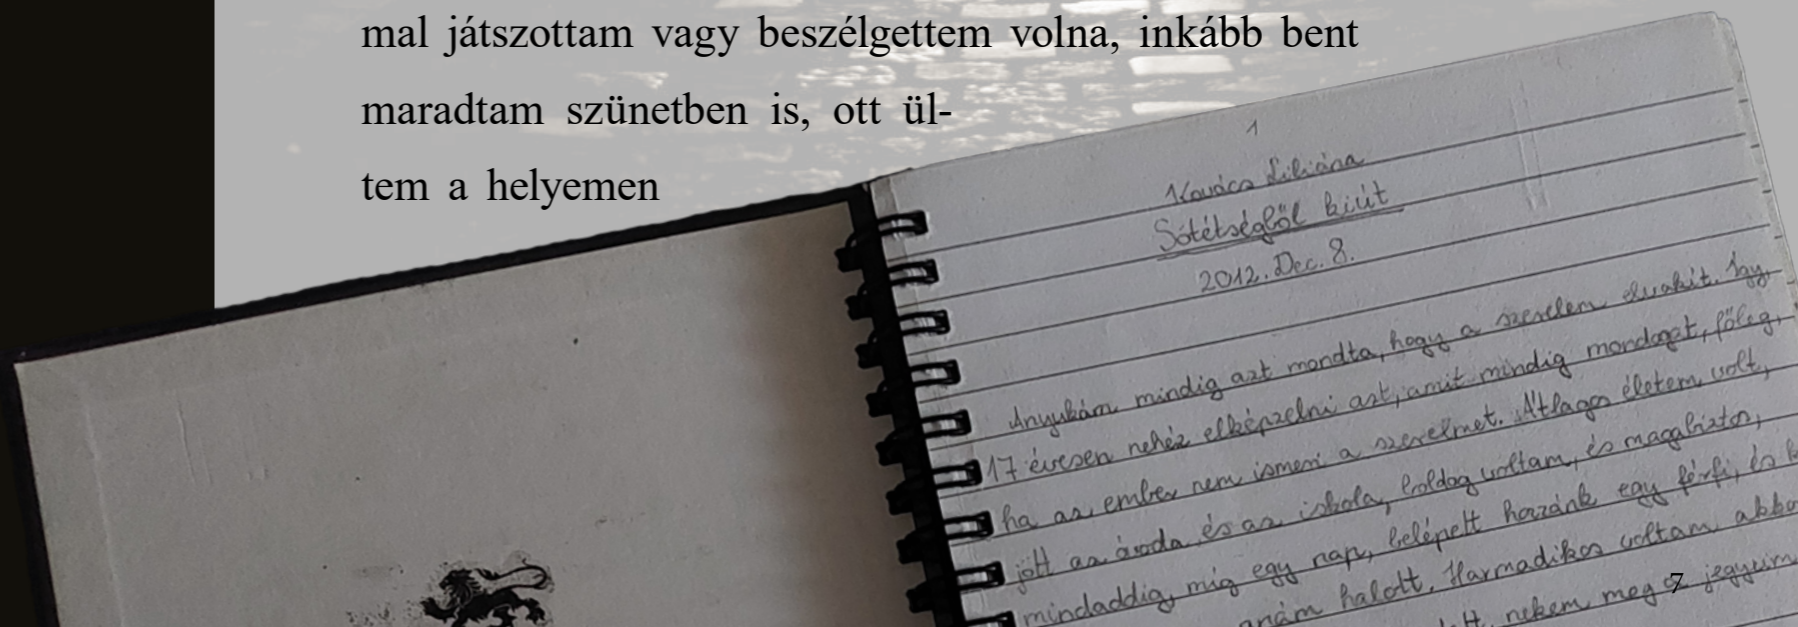 mal játszottam vagy beszélgettem volna, inkább bent
maradtam szünetben is, ott ül-
tem a helyemen
1
Kovács Liliána
Sötétségből kiút
2012. Dec. 8.
Anyukám mindig azt mondta, hogy a szerelem elvakít. Így
17 évesen nehéz elképzelni azt, amit mindig mondogat, főleg,
ha az ember nem ismeri a szerelmet. Átlagos életem volt,
jött az óvoda és az iskola, boldog voltam, és magabiztos,
mindaddig, míg egy nap, belépett hozzánk egy férfi, és
halott. Harmadikos voltam
nekem meg a jegyeim
7